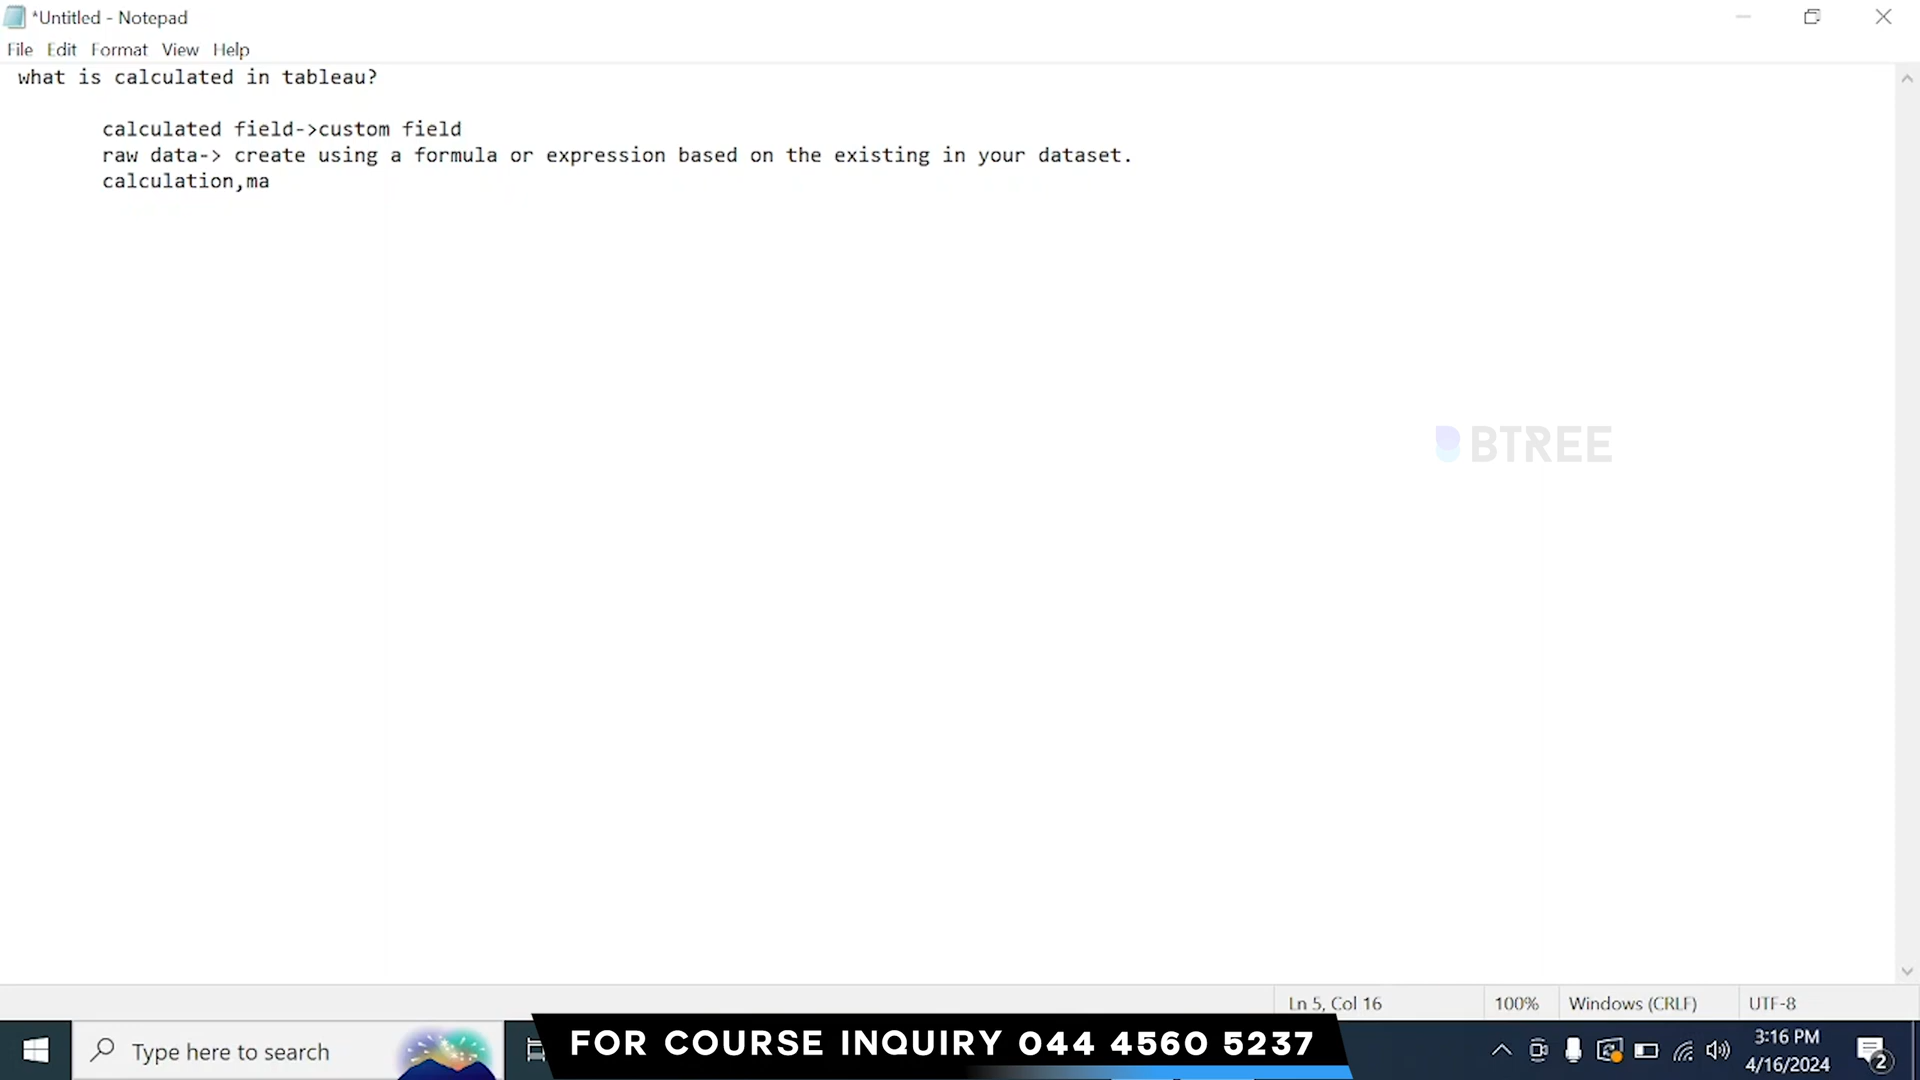 *Untitled - Notepad
File Edit Format View Help
what is calculated in tableau?
calculated field->custom field
raw data-> create using a formula or expression based on the existing in your dataset.
calculation,ma
BTREE
Ln 5, Col 16 100% Windows (CRLF) UTF-8
Type here to search
FOR COURSE INQUIRY 044 4560 5237
3:16 PM
4/16/2024
2